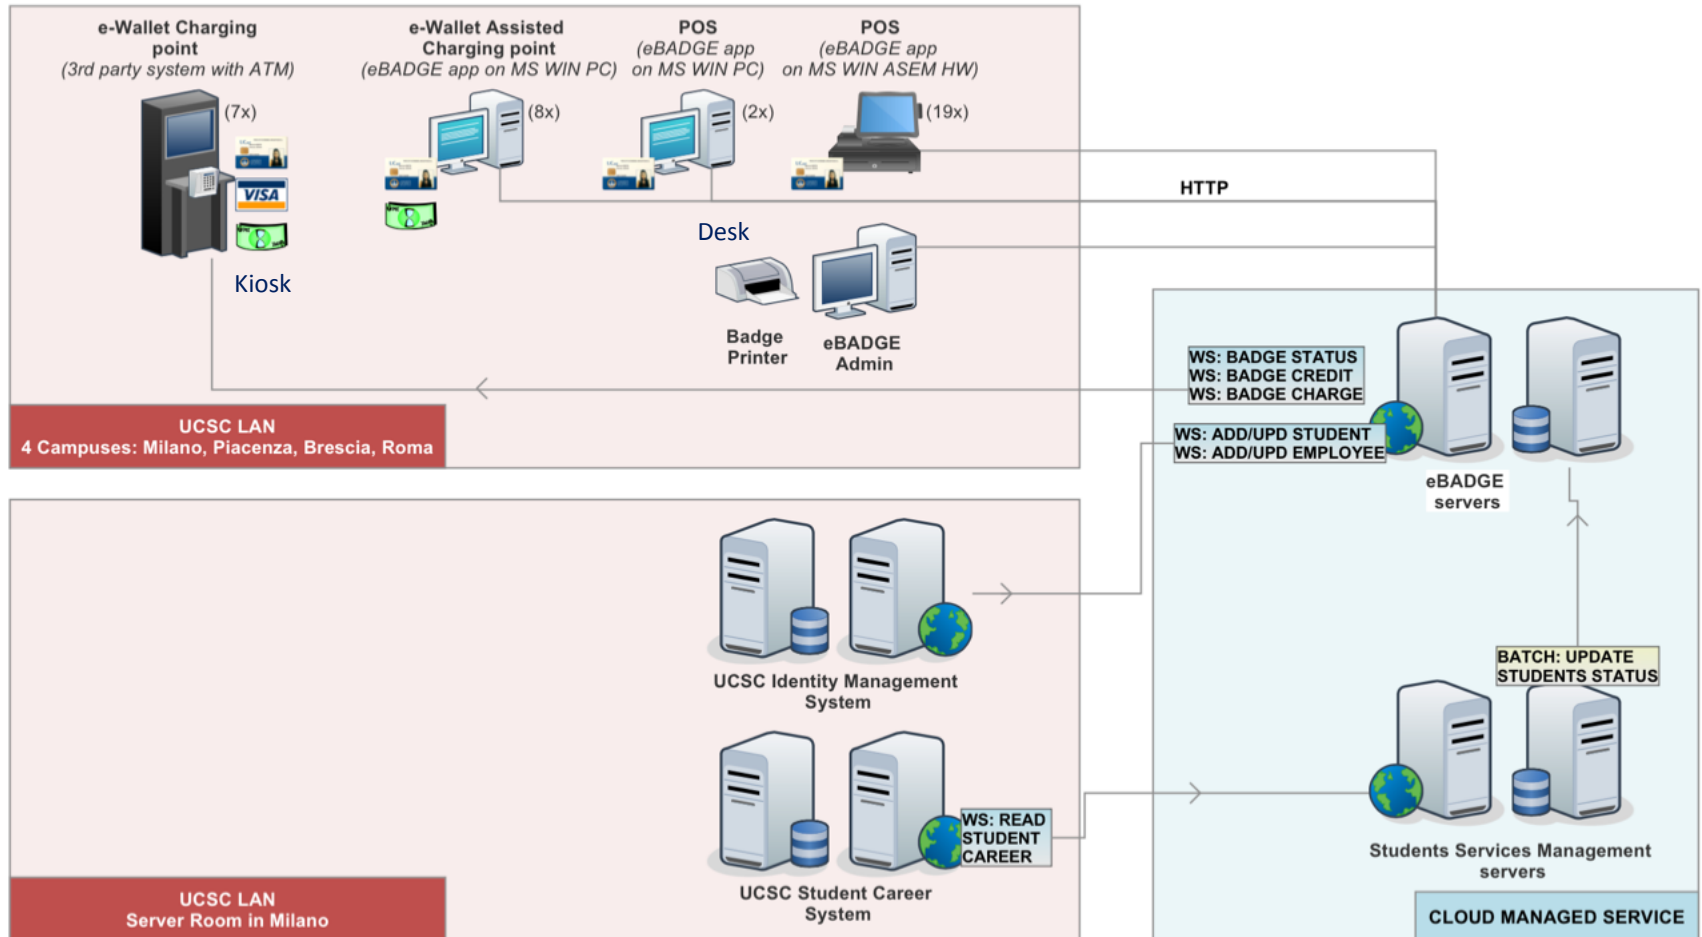 e-Wallet Charging
point
(3rd party system with ATM)
e-Wallet Assisted
Charging point
(eBADGE app on MS WIN PC)
POS
(eBADGE app
on MS WIN PC)
POS
(eBADGE app
on MS WIN ASEM HW)
(7x)
(8x)
(2x)
(19x)
VISA
HTTP
Kiosk
Desk
Badge
Printer
eBADGE
Admin
WS: BADGE STATUS
WS: BADGE CREDIT
WS: BADGE CHARGE
UCSC LAN
4 Campuses: Milano, Piacenza, Brescia, Roma
WS: ADD/UPD STUDENT
WS: ADD/UPD EMPLOYEE
eBADGE
servers
UCSC Identity Management
System
BATCH: UPDATE
STUDENTS STATUS
WS: READ
STUDENT
CAREER
UCSC Student Career
System
Students Services Management
servers
UCSC LAN
Server Room in Milano
CLOUD MANAGED SERVICE